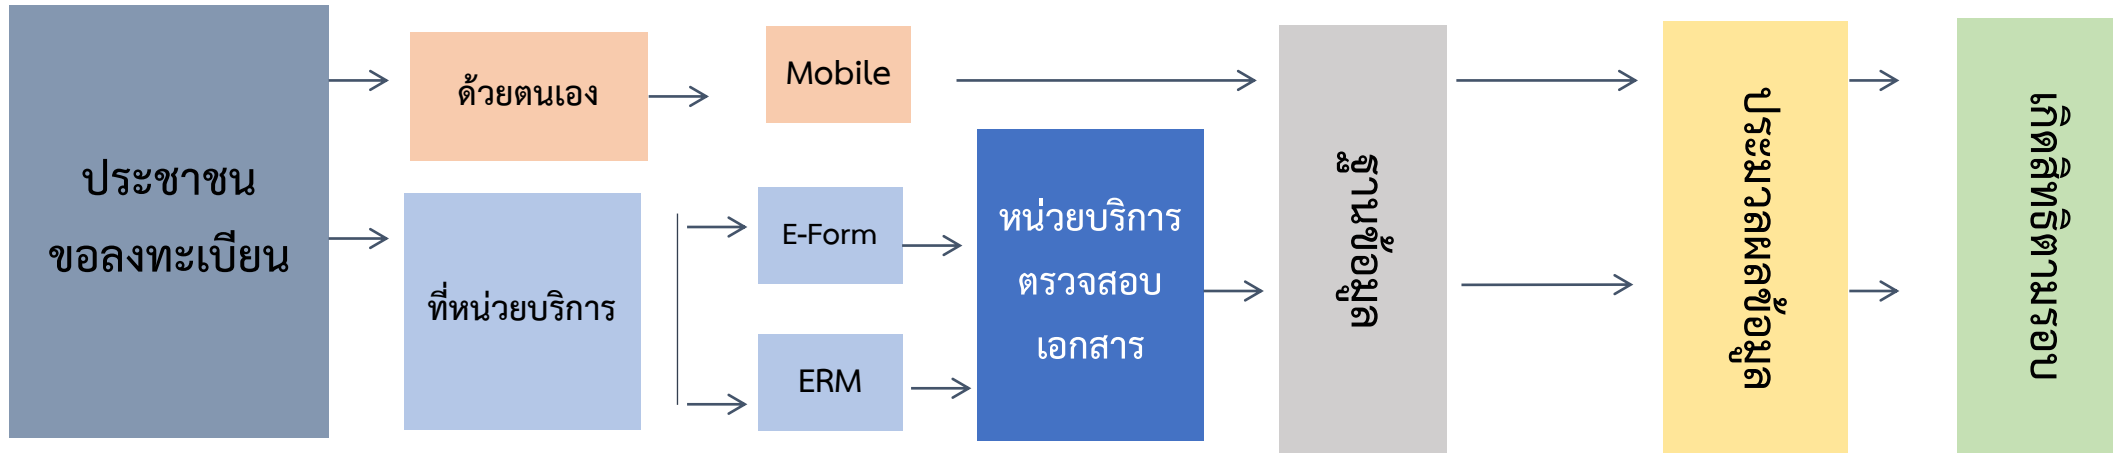 ประชาชน
ขอลงทะเบียน
ด้วยตนเอง
Mobile
ที่หน่วยบริการ
E-Form
ERM
หน่วยบริการ
ตรวจสอบ
เอกสาร
ฐานข้อมูล
ประมวลผลข้อมูล
เกิดสิทธิตามรอบ